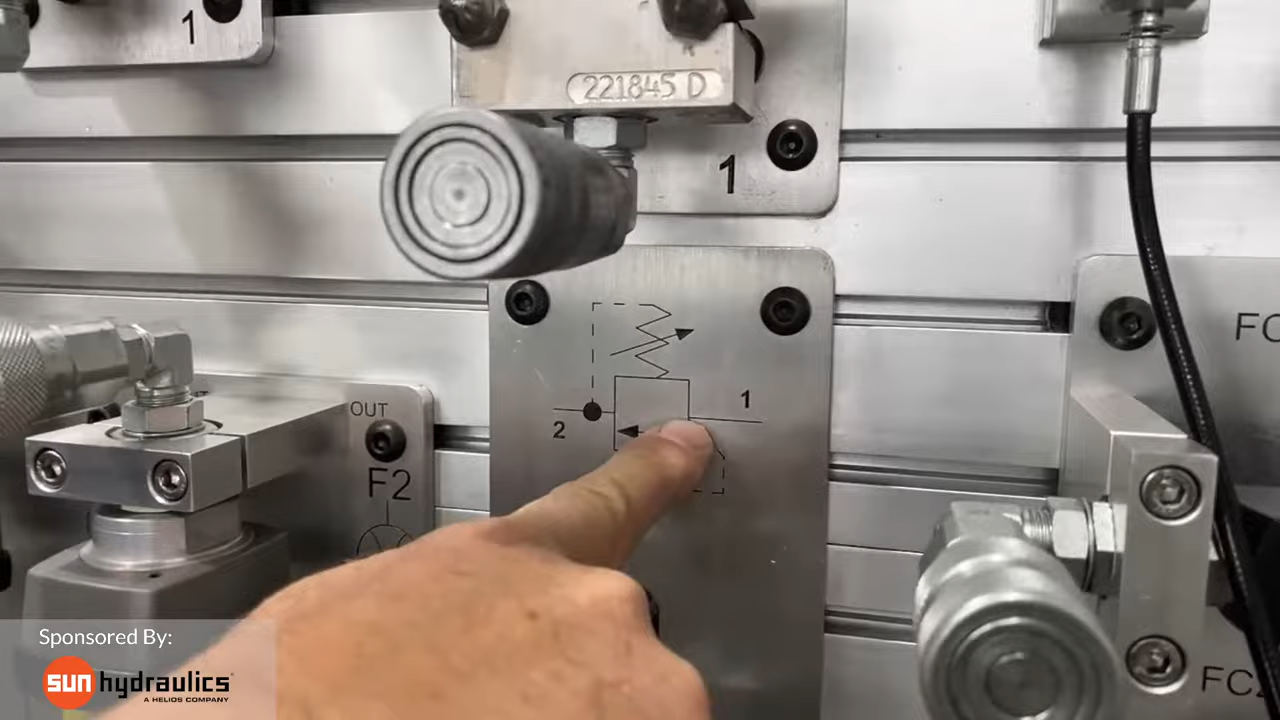 1
221845 D
1
FC
1
2
OUT
F2
Sponsored By:
sun hydraulics
A HELIOS COMPANY
FC2